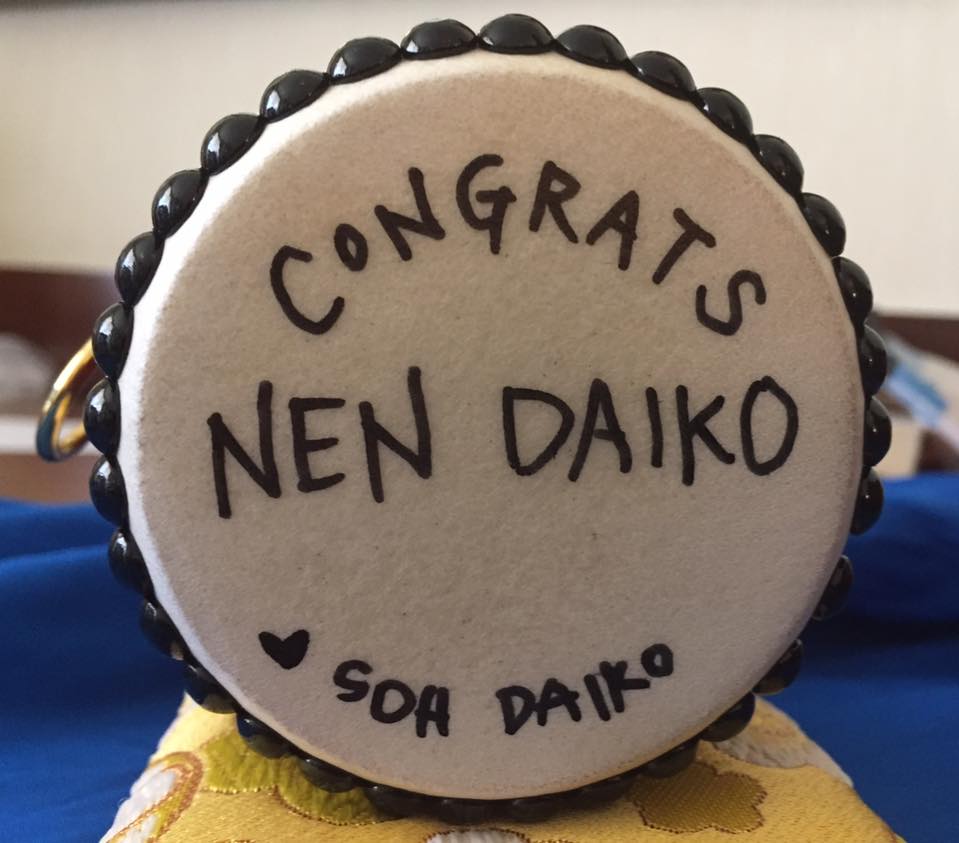 CONGRATS
NEN DAIKO
♥ SOH DAIKO